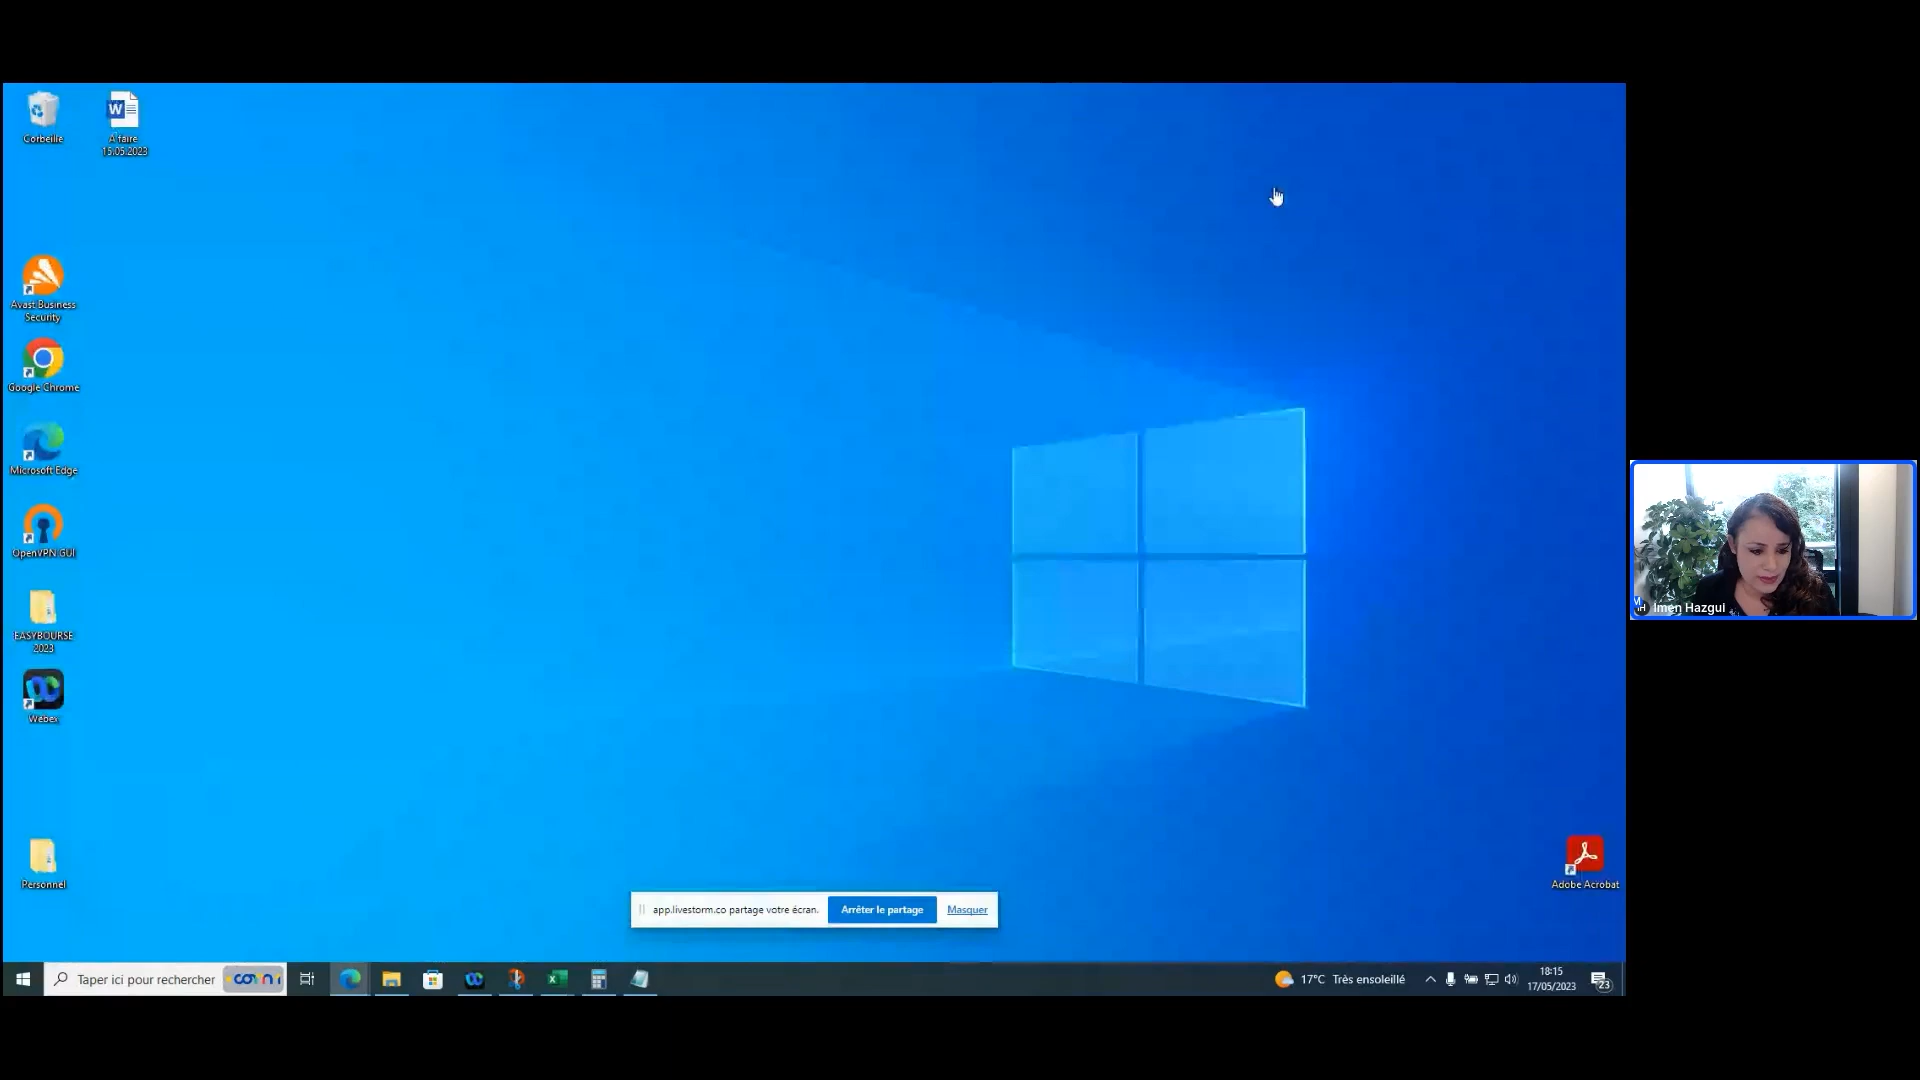 Corbeille
A faire
15.05.2023
Avast Business
Security
Google Chrome
Microsoft Edge
OpenVPN GUI
EASYBOURSE
2023
Webex
Personnel
Adobe Acrobat
app.livestorm.co partage votre écran.
Arrêter le partage
Masquer
Imen Hazgui
Taper ici pour rechercher
17°C Très ensoleillé
18:15
17/05/2023
23